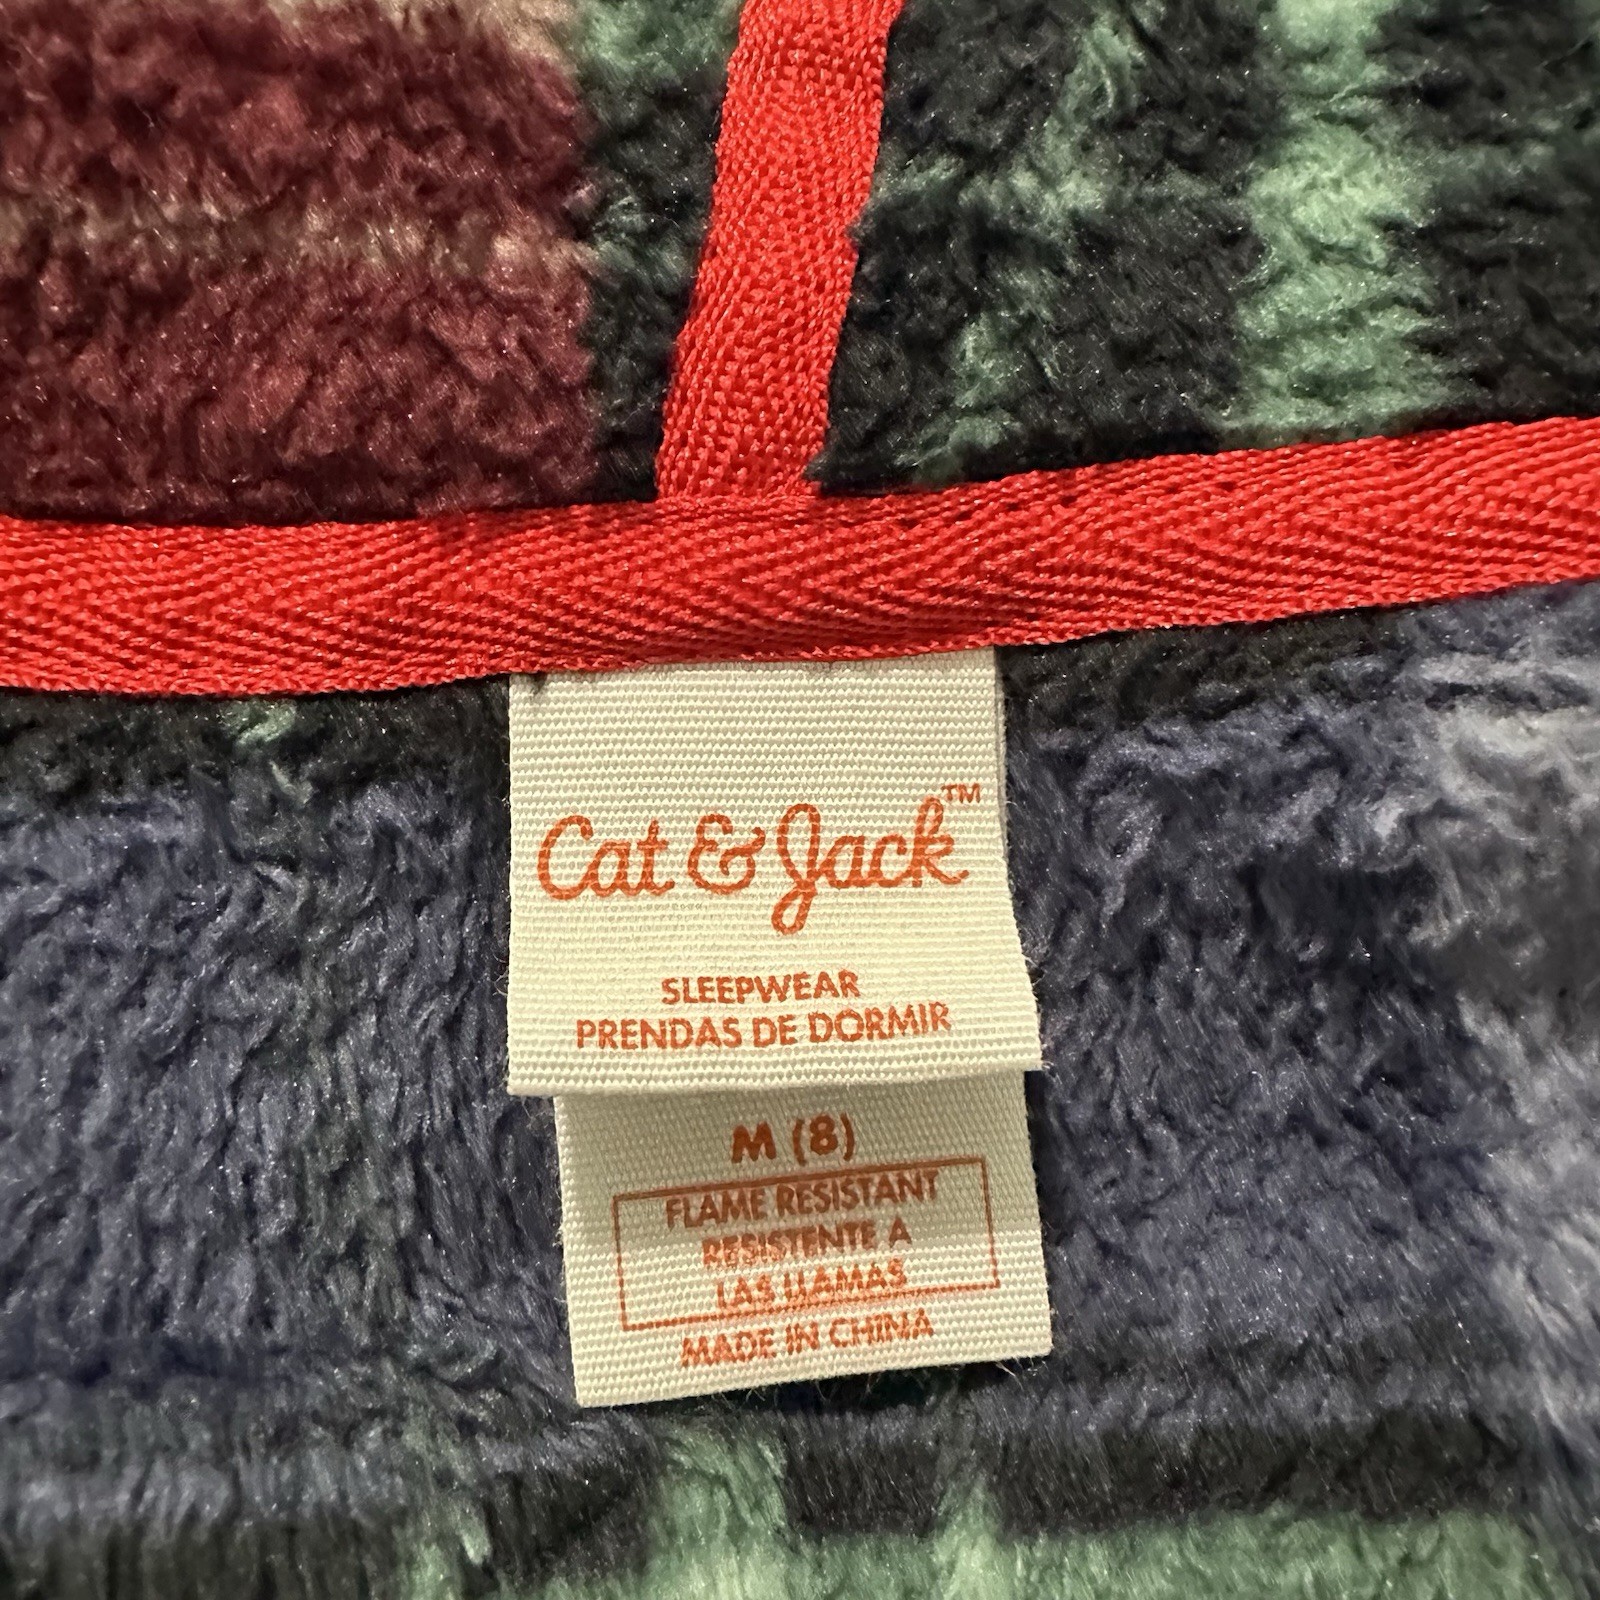 Cat & Jack™
SLEEPWEAR
PRENDAS DE DORMIR
M (8)
FLAME RESISTANT
RESISTENTE A
LAS LLAMAS
MADE IN CHINA